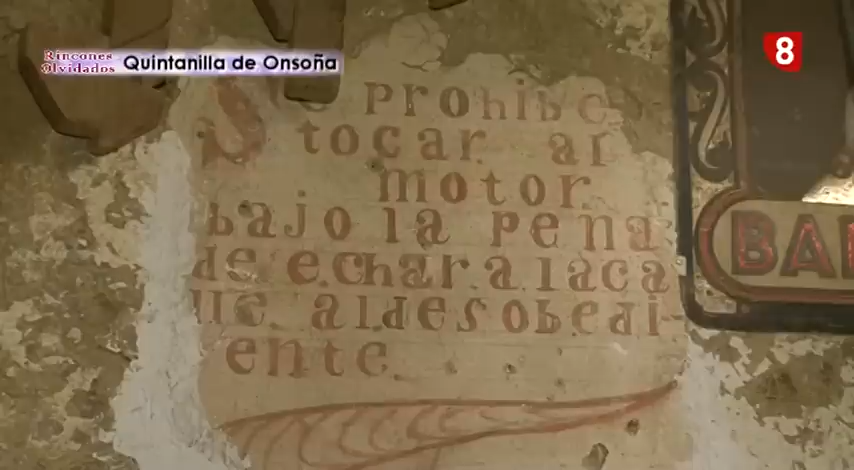 Rincones
Olvidados
Quintanilla de Onsoña
8
Se prohibe
tocar al
motor
bajo la pena
de echar a la ca
lle al desobedi-
ente.
BAR